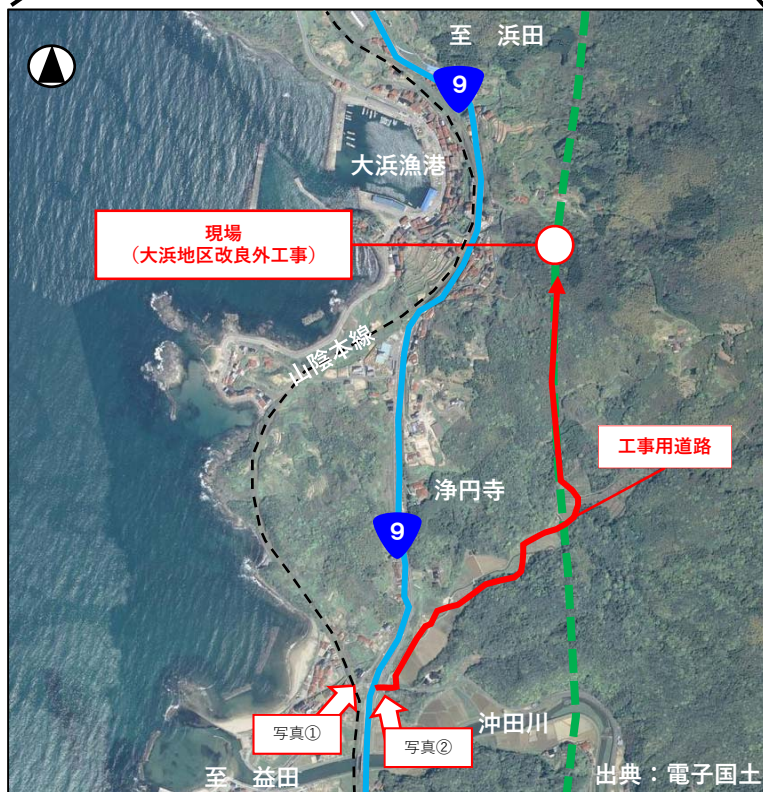 至　浜田
9
大浜漁港
現場
（大浜地区改良外工事）
山陰本線
工事用道路
浄円寺
9
写真①
写真②
沖田川
至　益田
出典：電子国土